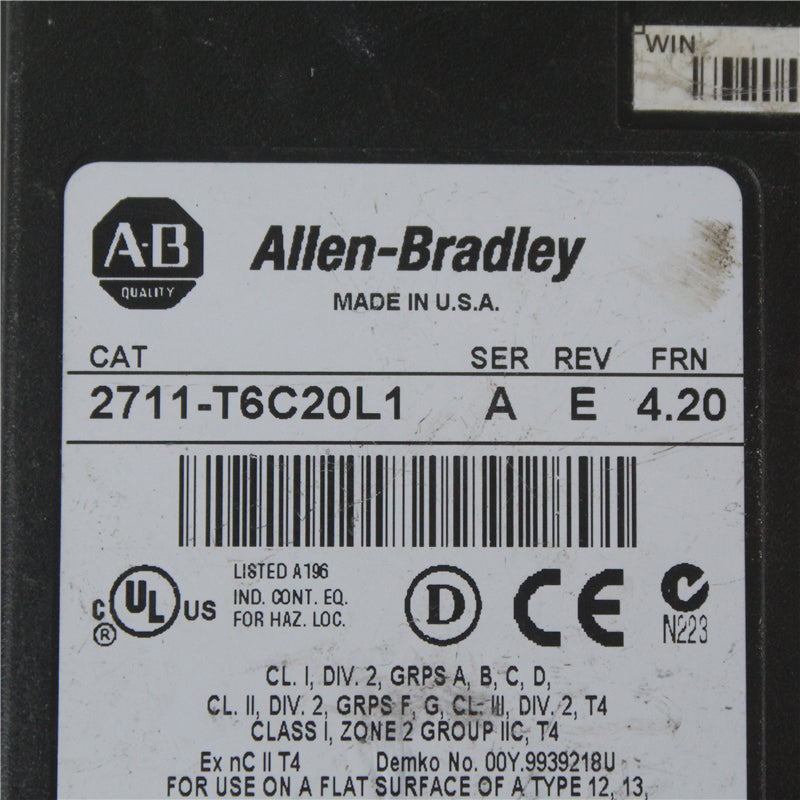 WIN
A-B
QUALITY
Allen-Bradley
MADE IN U.S.A.
CAT SER REV FRN
2711-T6C20L1 A E 4.20
LISTED A196
IND. CONT. EQ.
FOR HAZ. LOC.
C UL US
®
D
CE
N223
CL. I, DIV. 2, GRPS A, B, C, D,
CL. II, DIV. 2, GRPS F, G, CL. III, DIV. 2, T4
CLASS I, ZONE 2 GROUP IIC, T4
Ex nC II T4 Demko No. 00Y.9939218U
FOR USE ON A FLAT SURFACE OF A TYPE 12, 13,